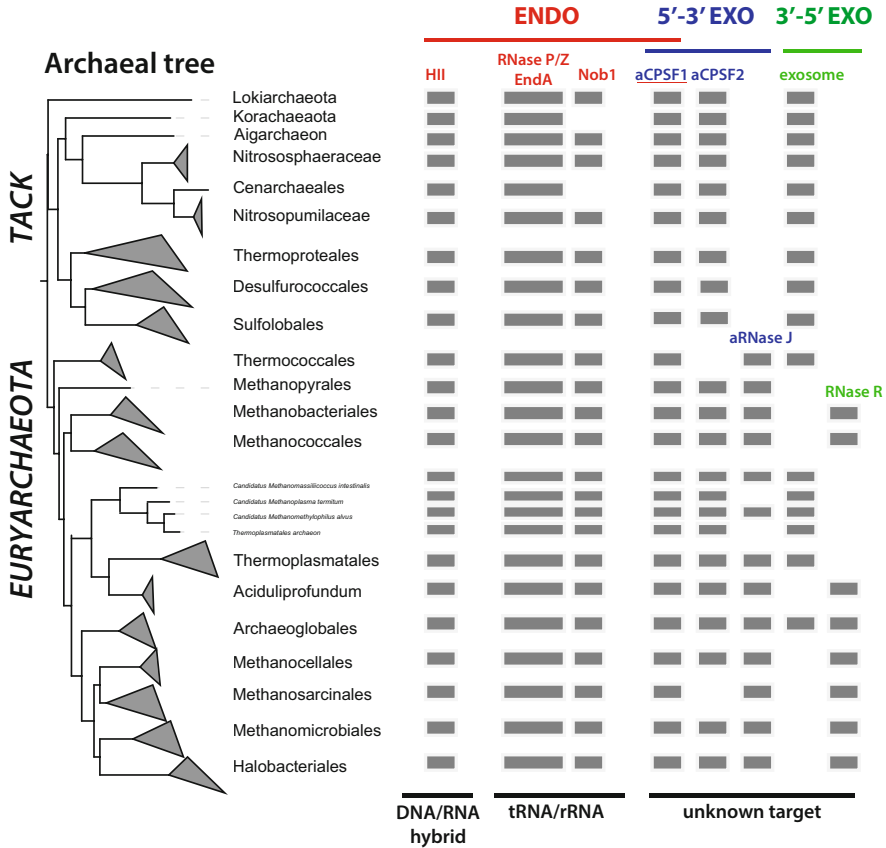 ENDO
5'-3' EXO
3'-5' EXO
Archaeal tree
HII
RNase P/Z
EndA
Nob1
aCPSF1
aCPSF2
exosome
TACK
Lokiarchaeota
Korachaeaota
Aigarchaeon
Nitrososphaeraceae
Cenarchaeales
Nitrosopumilaceae
Thermoproteales
Desulfurococcales
Sulfolobales
aRNase J
EURYARCHAEOTA
Thermococcales
Methanopyrales
RNase R
Methanobacteriales
Methanococcales
Candidatus Methanomassiliicoccus intestinalis
Candidatus Methanoplasma termitum
Candidatus Methanomethylophilus alvus
Thermoplasmatales archaeon
Thermoplasmatales
Aciduliprofundum
Archaeoglobales
Methanocellales
Methanosarcinales
Methanomicrobiales
Halobacteriales
DNA/RNA
hybrid
tRNA/rRNA
unknown target